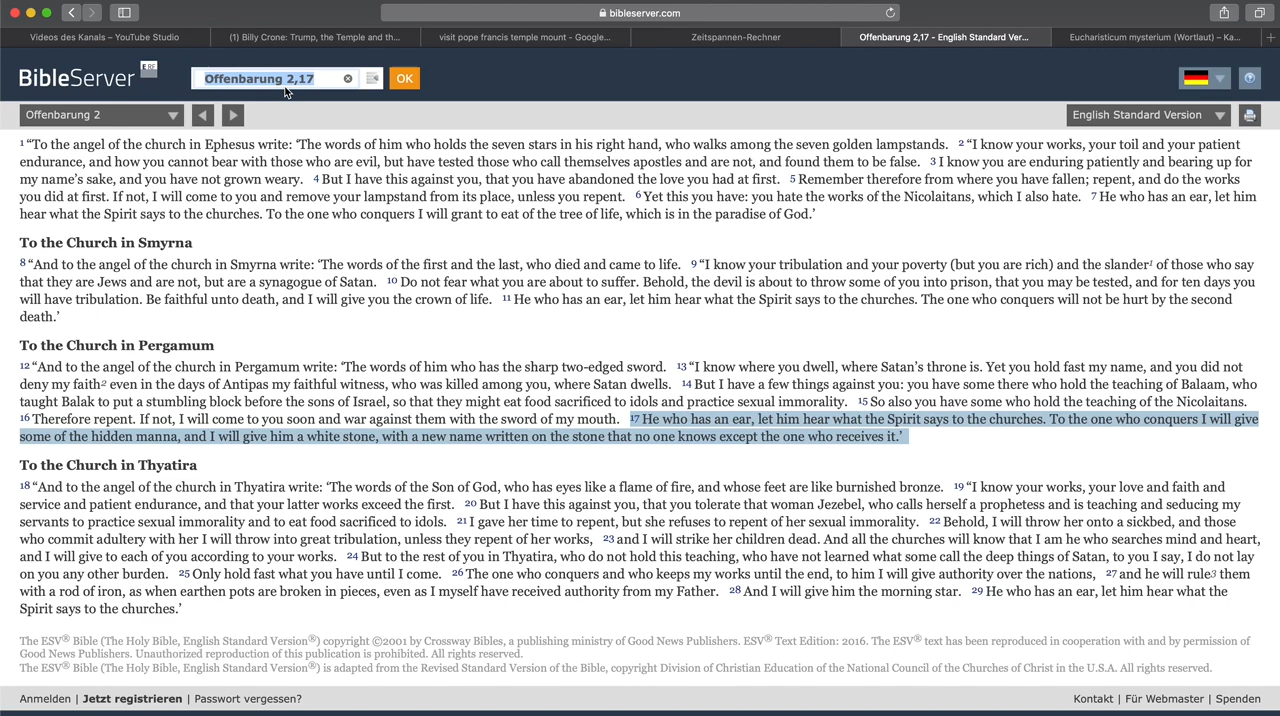 bibleserver.com
Videos des Kanals – YouTube Studio
(1) Billy Crone: Trump, the Temple and th...
visit pope francis temple mount - Google...
Zeitspannen-Rechner
Offenbarung 2,17 - English Standard Ver...
Eucharisticum mysterium (Wortlaut) – Ka...
BibleServer
ERF
Offenbarung 2,17
OK
Offenbarung 2
English Standard Version
1 “To the angel of the church in Ephesus write: ‘The words of him who holds the seven stars in his right hand, who walks among the seven golden lampstands. 2 “I know your works, your toil and your patient
endurance, and how you cannot bear with those who are evil, but have tested those who call themselves apostles and are not, and found them to be false. 3 I know you are enduring patiently and bearing up for
my name’s sake, and you have not grown weary. 4 But I have this against you, that you have abandoned the love you had at first. 5 Remember therefore from where you have fallen; repent, and do the works
you did at first. If not, I will come to you and remove your lampstand from its place, unless you repent. 6 Yet this you have: you hate the works of the Nicolaitans, which I also hate. 7 He who has an ear, let him
hear what the Spirit says to the churches. To the one who conquers I will grant to eat of the tree of life, which is in the paradise of God.’
To the Church in Smyrna
8 “And to the angel of the church in Smyrna write: ‘The words of the first and the last, who died and came to life. 9 “I know your tribulation and your poverty (but you are rich) and the slander1 of those who say
that they are Jews and are not, but are a synagogue of Satan. 10 Do not fear what you are about to suffer. Behold, the devil is about to throw some of you into prison, that you may be tested, and for ten days you
will have tribulation. Be faithful unto death, and I will give you the crown of life. 11 He who has an ear, let him hear what the Spirit says to the churches. The one who conquers will not be hurt by the second
death.’
To the Church in Pergamum
12 “And to the angel of the church in Pergamum write: ‘The words of him who has the sharp two-edged sword. 13 “I know where you dwell, where Satan’s throne is. Yet you hold fast my name, and you did not
deny my faith2 even in the days of Antipas my faithful witness, who was killed among you, where Satan dwells. 14 But I have a few things against you: you have some there who hold the teaching of Balaam, who
taught Balak to put a stumbling block before the sons of Israel, so that they might eat food sacrificed to idols and practice sexual immorality. 15 So also you have some who hold the teaching of the Nicolaitans.
16 Therefore repent. If not, I will come to you soon and war against them with the sword of my mouth. 17 He who has an ear, let him hear what the Spirit says to the churches. To the one who conquers I will give
some of the hidden manna, and I will give him a white stone, with a new name written on the stone that no one knows except the one who receives it.’
To the Church in Thyatira
18 “And to the angel of the church in Thyatira write: ‘The words of the Son of God, who has eyes like a flame of fire, and whose feet are like burnished bronze. 19 “I know your works, your love and faith and
service and patient endurance, and that your latter works exceed the first. 20 But I have this against you, that you tolerate that woman Jezebel, who calls herself a prophetess and is teaching and seducing my
servants to practice sexual immorality and to eat food sacrificed to idols. 21 I gave her time to repent, but she refuses to repent of her sexual immorality. 22 Behold, I will throw her onto a sickbed, and those
who commit adultery with her I will throw into great tribulation, unless they repent of her works, 23 and I will strike her children dead. And all the churches will know that I am he who searches mind and heart,
and I will give to each of you according to your works. 24 But to the rest of you in Thyatira, who do not hold this teaching, who have not learned what some call the deep things of Satan, to you I say, I do not lay
on you any other burden. 25 Only hold fast what you have until I come. 26 The one who conquers and who keeps my works until the end, to him I will give authority over the nations, 27 and he will rule3 them
with a rod of iron, as when earthen pots are broken in pieces, even as I myself have received authority from my Father. 28 And I will give him the morning star. 29 He who has an ear, let him hear what the
Spirit says to the churches.’
The ESV® Bible (The Holy Bible, English Standard Version®) copyright ©2001 by Crossway Bibles, a publishing ministry of Good News Publishers. ESV® Text Edition: 2016. The ESV® text has been reproduced in cooperation with and by permission of
Good News Publishers. Unauthorized reproduction of this publication is prohibited. All rights reserved.
The ESV® Bible (The Holy Bible, English Standard Version®) is adapted from the Revised Standard Version of the Bible, copyright Division of Christian Education of the National Council of the Churches of Christ in the U.S.A. All rights reserved.
Anmelden | Jetzt registrieren | Passwort vergessen?
Kontakt | Für Webmaster | Spenden